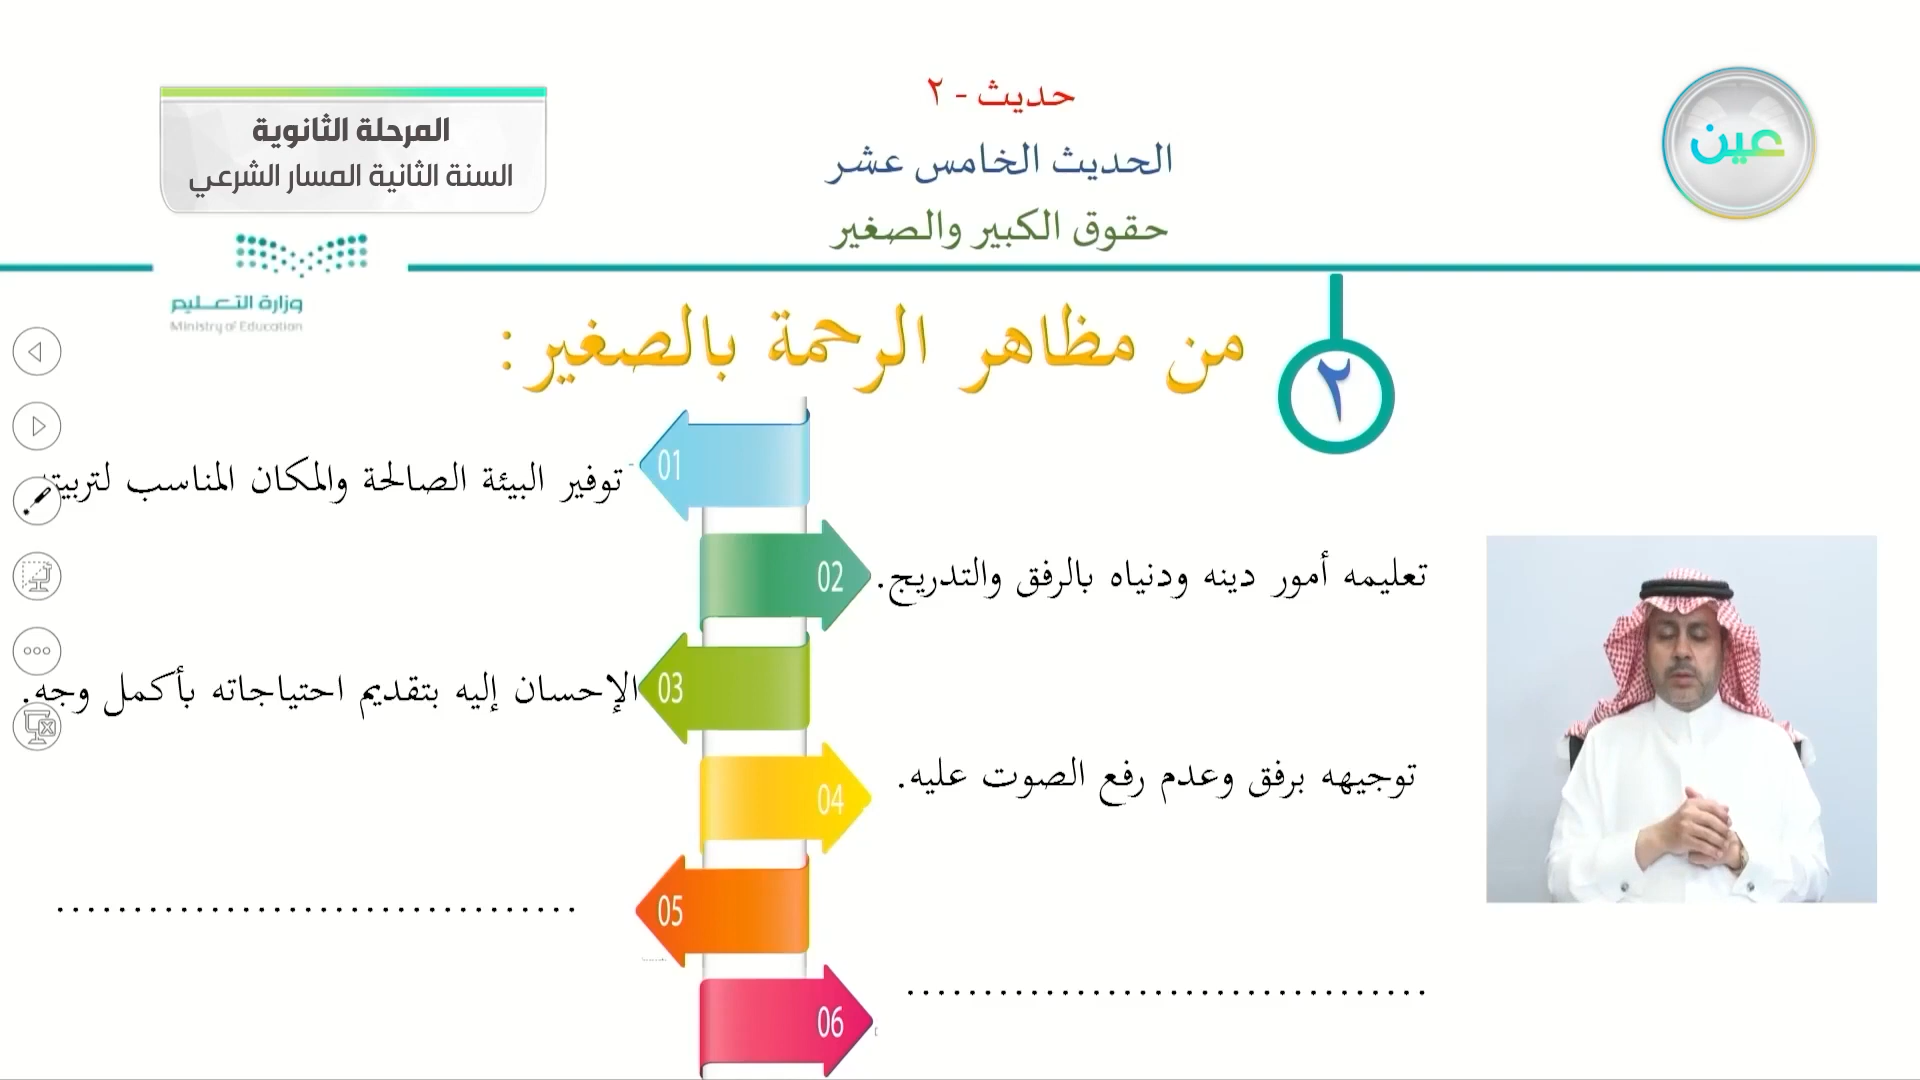 حديث - ٢
الحديث الخامس عشر
حقوق الكبير والصغير
المرحلة الثانوية
السنة الثانية المسار الشرعي
عين
وزارة التعليم
Ministry of Education
٢
من مظاهر الرحمة بالصغير:
01
توفير البيئة الصالحة والمكان المناسب
02
تعليمه أمور دينه ودنياه بالرفق والتدريج.
03
الإحسان إليه بتقديم احتياجاته بأكمل وجه.
04
توجيهه برفق وعدم رفع الصوت عليه.
05
..................................
06
..................................